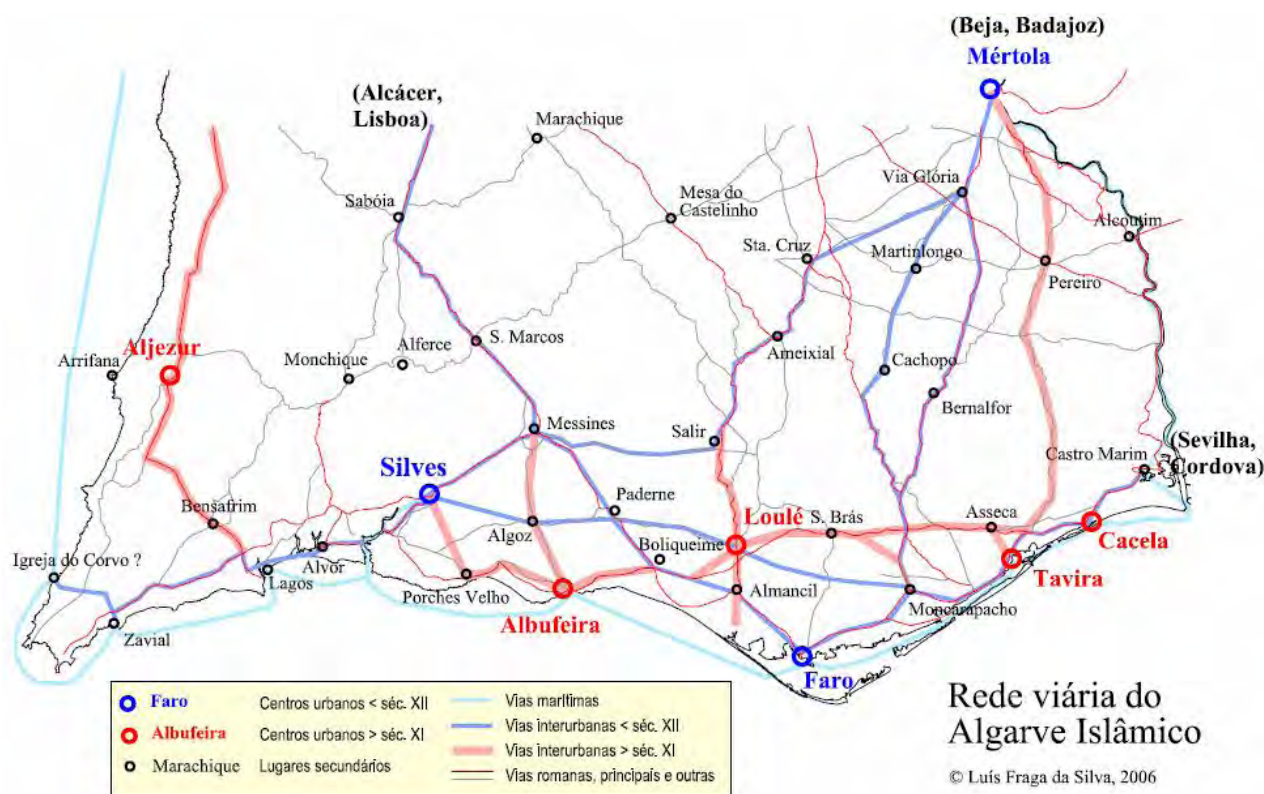 (Beja, Badajoz)
Mértola
(Alcácer,
Lisboa)
Marachique
Via Glória
Sabóia
Mesa do
Castelinho
Alcoutim
Sta. Cruz
Martinlongo
Pereiro
S. Marcos
Ameixial
Aljezur
Alferce
Arrifana
Monchique
Cachopo
Bernalfor
Messines
Salir
(Sevilha,
Cordova)
Castro Marim
Silves
Paderne
Bensafrim
Loulé
S. Brás
Asseca
Algoz
Cacela
Boliqueime
Igreja do Corvo ?
Alvor
Lagos
Tavira
Porches Velho
Almancil
Moncarapacho
Albufeira
Zavial
Faro
Faro Centros urbanos < séc. XII
Albufeira Centros urbanos > séc. XI
Marachique Lugares secundários
Vias marítimas
Vias interurbanas < séc. XII
Vias interurbanas > séc. XI
Vias romanas, principais e outras
Rede viária do
Algarve Islâmico
© Luís Fraga da Silva, 2006